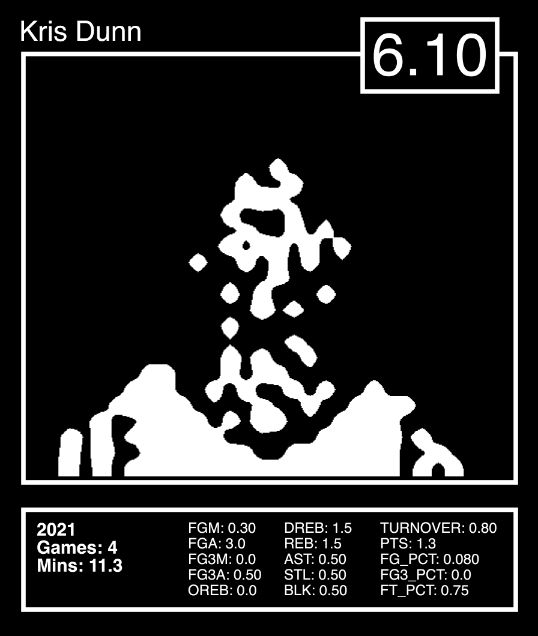 Kris Dunn
6.10
2021
Games: 4
Mins: 11.3
FGM: 0.30
FGA: 3.0
FG3M: 0.0
FG3A: 0.50
OREB: 0.0
DREB: 1.5
REB: 1.5
AST: 0.50
STL: 0.50
BLK: 0.50
TURNOVER: 0.80
PTS: 1.3
FG_PCT: 0.080
FG3_PCT: 0.0
FT_PCT: 0.75